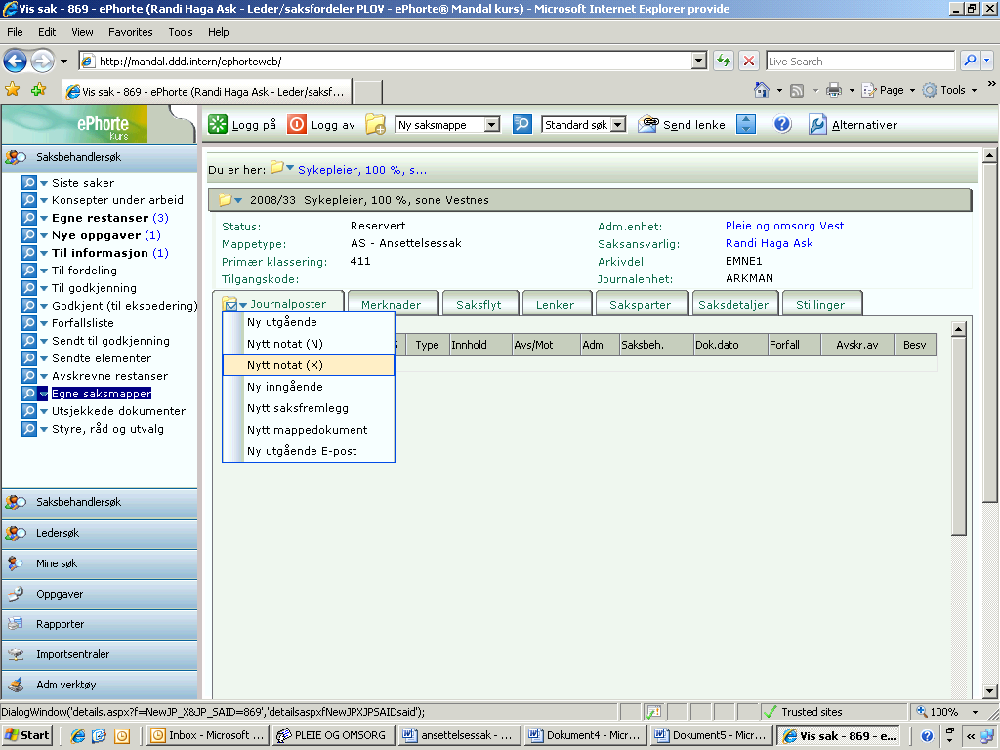 Vis sak - 869 - ePhorte (Randi Haga Ask - Leder/saksfordeler PLOV - ePhorte® Mandal kurs) - Microsoft Internet Explorer provide
File Edit View Favorites Tools Help
http://mandal.ddd.intern/ephorteweb/ Live Search
Vis sak - 869 - ePhorte (Randi Haga Ask - Leder/saksf... Page Tools »
ePhorte
Kurs
Logg på Logg av Ny saksmappe Standard søk Send lenke Alternativer
Saksbehandlersøk
Siste saker
Konsepter under arbeid
Egne restanser (3)
Nye oppgaver (1)
Til informasjon (1)
Til fordeling
Til godkjenning
Godkjent (til ekspedering)
Forfallsliste
Sendt til godkjenning
Sendte elementer
Avskrevne restanser
Egne saksmapper
Utsjekkede dokumenter
Styre, råd og utvalg
Saksbehandlersøk
Ledersøk
Mine søk
Oppgaver
Rapporter
Importsentraler
Adm verktøy
Du er her: Sykepleier, 100 %, s...
2008/33 Sykepleier, 100 %, sone Vestnes
Status: Reservert Adm.enhet: Pleie og omsorg Vest
Mappetype: AS - Ansettelsessak Saksansvarlig: Randi Haga Ask
Primær klassering: 411 Arkivdel: EMNE1
Tilgangskode: Journalenhet: ARKMAN
Journalposter Merknader Saksflyt Lenker Saksparter Saksdetaljer Stillinger
Type Innhold Avs/Mot Adm Saksbeh. Dok.dato Forfall Avskr.av Besv
Ny utgående
Nytt notat (N)
Nytt notat (X)
Ny inngående
Nytt saksfremlegg
Nytt mappedokument
Ny utgående E-post
DialogWindow('details.aspx?f=NewJP_X&JP_SAID=869','detailsaspxfNewJPXJPSAIDsaid'); Trusted sites 100%
Start Inbox - Microsoft ... PLEIE OG OMSORG ansettelsessak - ... Dokument4 - Micr... Dokument5 - Micr... Vis sak - 869 - e... «